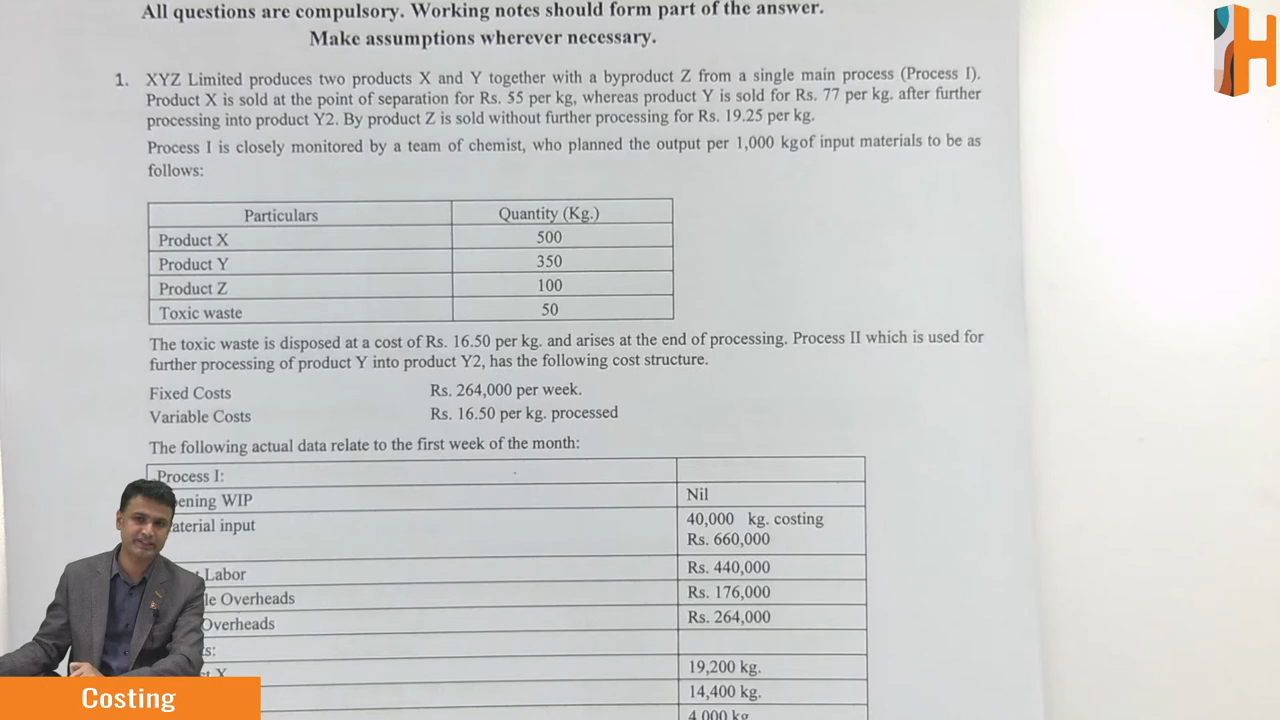 All questions are compulsory. Working notes should form part of the answer.
Make assumptions wherever necessary.
1. XYZ Limited produces two products X and Y together with a byproduct Z from a single main process (Process I).
Product X is sold at the point of separation for Rs. 55 per kg, whereas product Y is sold for Rs. 77 per kg. after further
processing into product Y2. By product Z is sold without further processing for Rs. 19.25 per kg.
Process I is closely monitored by a team of chemist, who planned the output per 1,000 kgof input materials to be as
follows:
Particulars Quantity (Kg.)
Product X 500
Product Y 350
Product Z 100
Toxic waste 50
The toxic waste is disposed at a cost of Rs. 16.50 per kg. and arises at the end of processing. Process II which is used for
further processing of product Y into product Y2, has the following cost structure.
Fixed Costs Rs. 264,000 per week.
Variable Costs Rs. 16.50 per kg. processed
The following actual data relate to the first week of the month:
Process I:
ening WIP Nil
aterial input 40,000 kg. costing
Rs. 660,000
Labor Rs. 440,000
le Overheads Rs. 176,000
Overheads Rs. 264,000
s:
X 19,200 kg.
14,400 kg.
4,000 kg
Costing
H